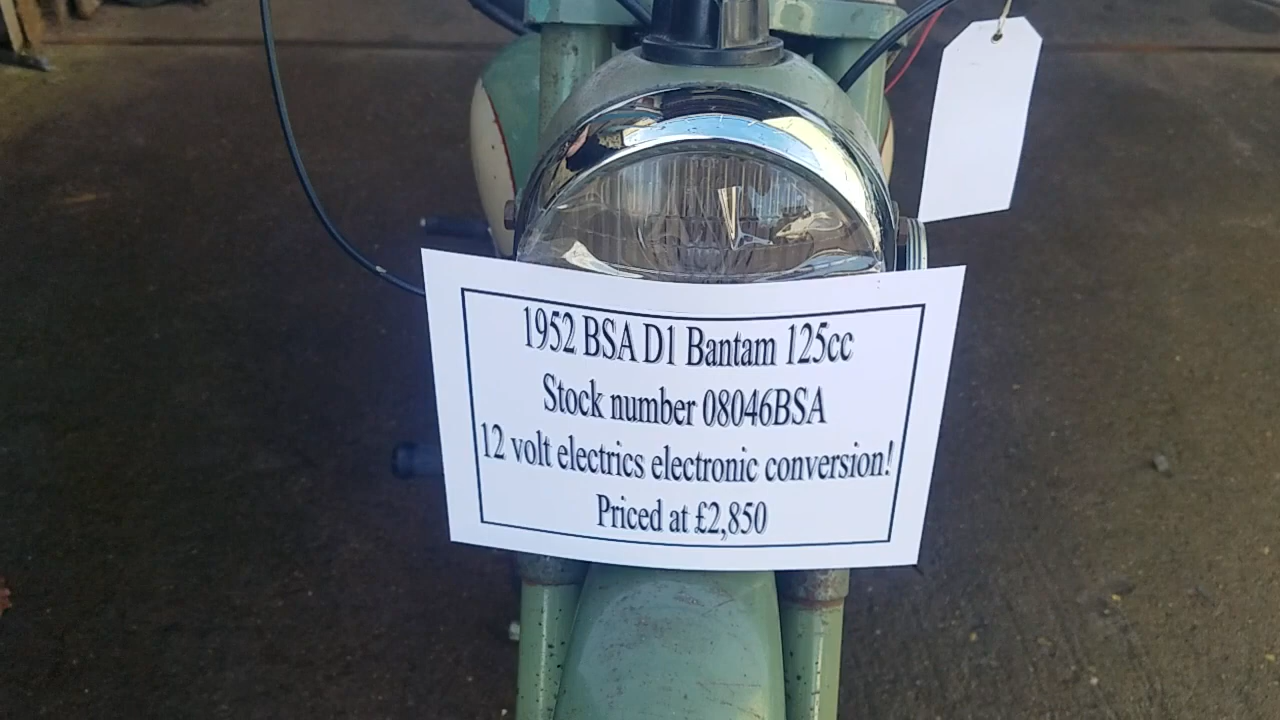 1952 BSA D1 Bantam 125cc
Stock number 08046BSA
12 volt electrics electronic conversion!
Priced at £2,850